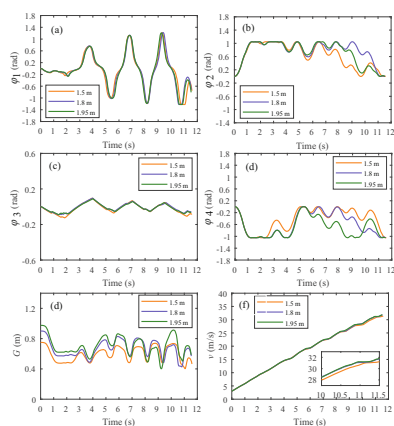 1.8
1.4
1
0.6
0.2
-0.2
-0.6
-1
-1.4
-1.8
φ1 (rad)
(a)
1.5 m
1.8 m
1.95 m
0 1 2 3 4 5 6 7 8 9 10 11 12
Time (s)
1.8
1.4
1
0.6
0.2
-0.2
-0.6
-1
-1.4
φ2 (rad)
(b)
1.5 m
1.8 m
1.95 m
0 1 2 3 4 5 6 7 8 9 10 11 12
Time (s)
0.6
0.2
-0.2
-0.6
φ3 (rad)
(c)
1.5 m
1.8 m
1.95 m
0 1 2 3 4 5 6 7 8 9 10 11 12
Time (s)
1.4
1
0.6
0.2
-0.2
-0.6
-1
-1.4
φ4 (rad)
(d)
1.5 m
1.8 m
1.95 m
0 1 2 3 4 5 6 7 8 9 10 11 12
Time (s)
1.2
0.8
0.4
0
G (m)
(d)
1.5 m
1.8 m
1.95 m
0 1 2 3 4 5 6 7 8 9 10 11 12
Time (s)
40
35
30
25
20
15
10
5
0
v (m/s)
(f)
1.5 m
1.8 m
1.95 m
32
30
28
10 10.5 11 11.5
0 1 2 3 4 5 6 7 8 9 10 11 12
Time (s)